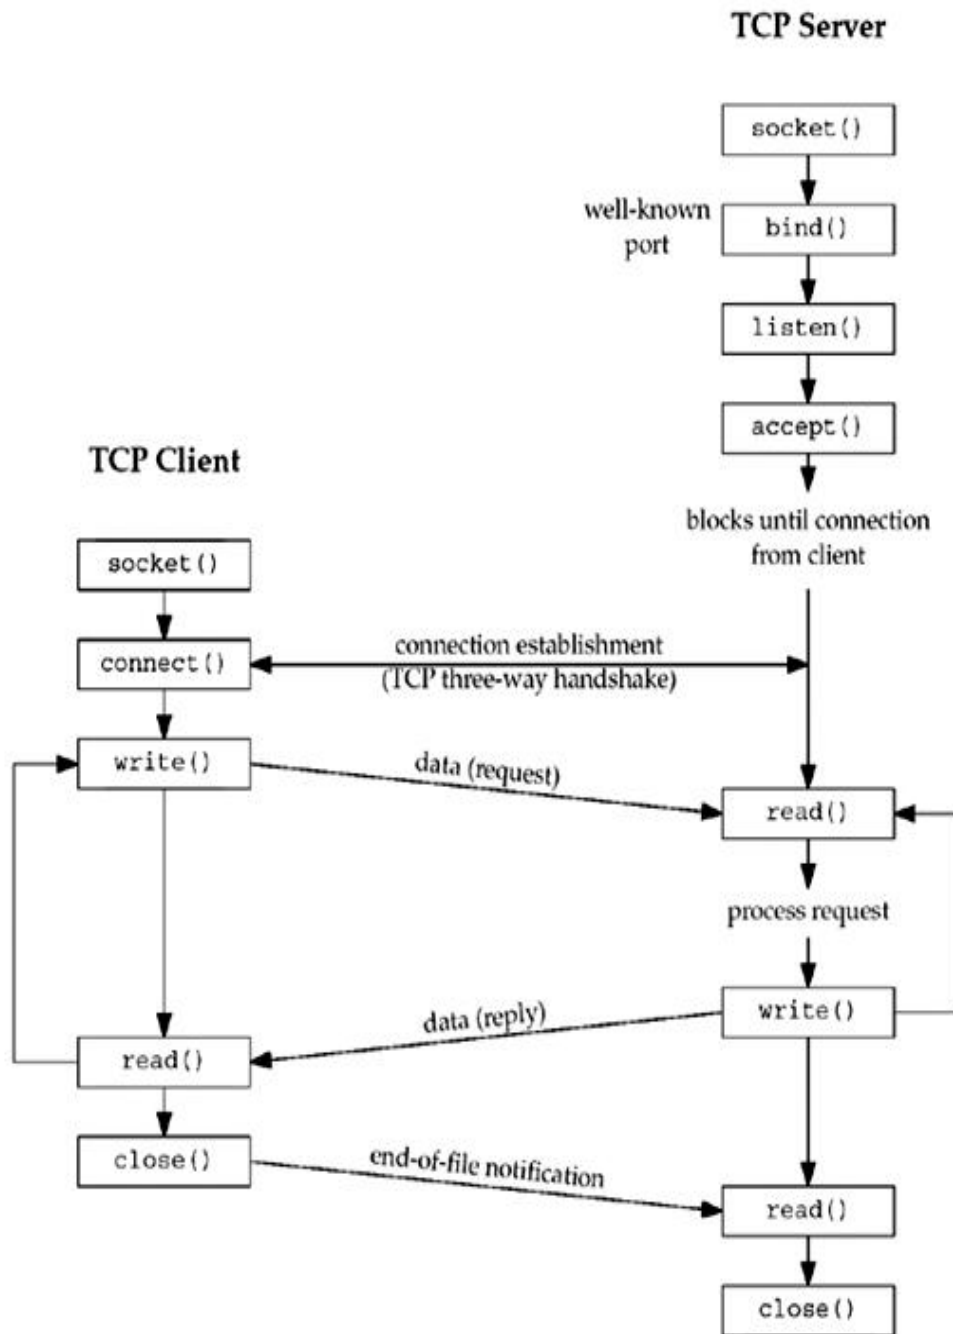 TCP Server
socket()
well-known
port
bind()
listen()
accept()
TCP Client
blocks until connection
from client
socket()
connect()
connection establishment
(TCP three-way handshake)
write()
data (request)
read()
process request
write()
data (reply)
read()
close()
end-of-file notification
read()
close()